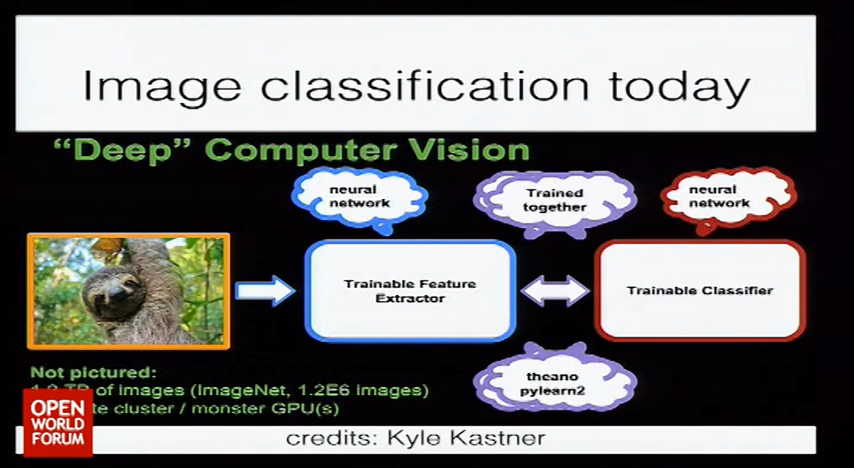 Image classification today
"Deep" Computer Vision
neural
network
Trained
together
neural
network
Trainable Feature
Extractor
Trainable Classifier
theano
pylearn2
Not pictured:
of images (ImageNet, 1.2E6 images)
cluster / monster GPU(s)
OPEN
WORLD
FORUM
credits: Kyle Kastner